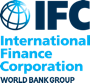 IFC
International
Finance
Corporation
WORLD BANK GROUP